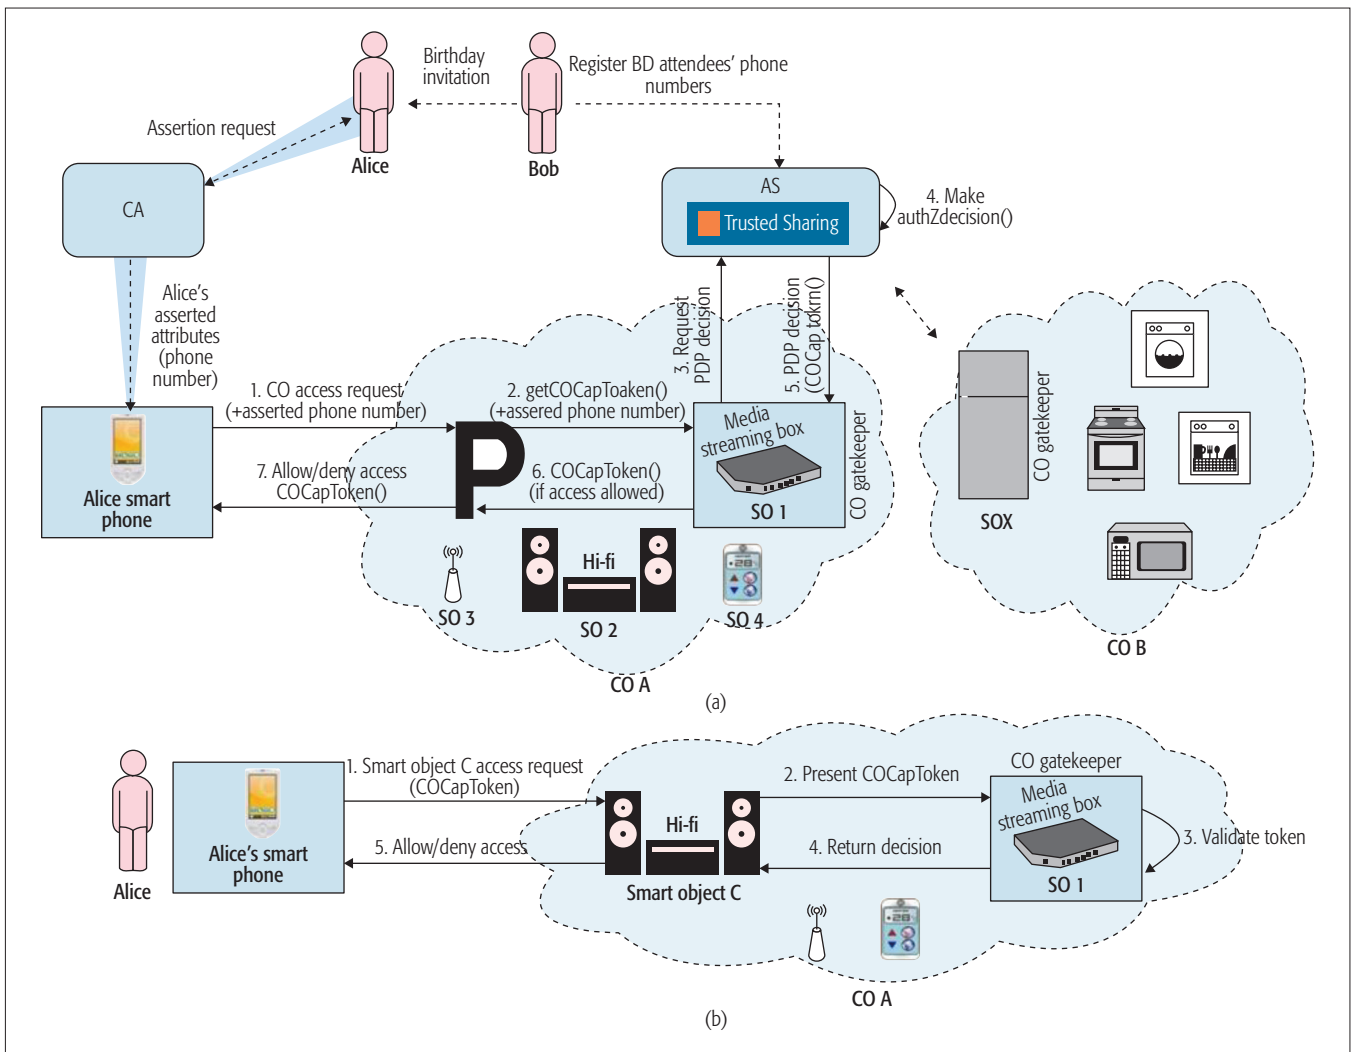 Birthday
invitation
Register BD attendees' phone
numbers
Assertion request
Alice
Bob
CA
AS
Trusted Sharing
4. Make
authZdecision()
Alice's
asserted
attributes
(phone
number)
3. Request
PDP decision
5. PDP decision
(COCap tokrn()
1. CO access request
(+asserted phone number)
2. getCOCapToaken()
(+assered phone number)
Media
streaming box
CO gatekeeper
CO gatekeeper
P
7. Allow/deny access
COCapToken()
6. COCapToken()
(if access allowed)
SO 1
Alice smart
phone
SOX
Hi-fi
28
SO 3
SO 2
SO 4
CO B
CO A
(a)
Alice
1. Smart object C access request
(COCapToken)
2. Present COCapToken
CO gatekeeper
Media
streaming box
Hi-fi
3. Validate token
5. Allow/deny access
4. Return decision
Alice's smart
phone
Smart object C
SO 1
28
CO A
(b)